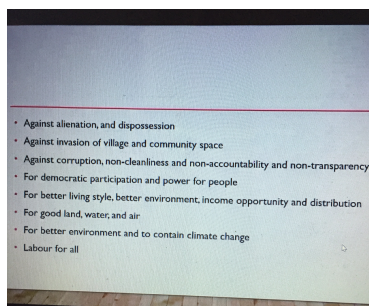 • Against alienation, and dispossession
• Against invasion of village and community space
• Against corruption, non-cleanliness and non-accountability and non-transparency
• For democratic participation and power for people
• For better living style, better environment, income opportunity and distribution
• For good land, water, and air
• For better environment and to contain climate change
• Labour for all